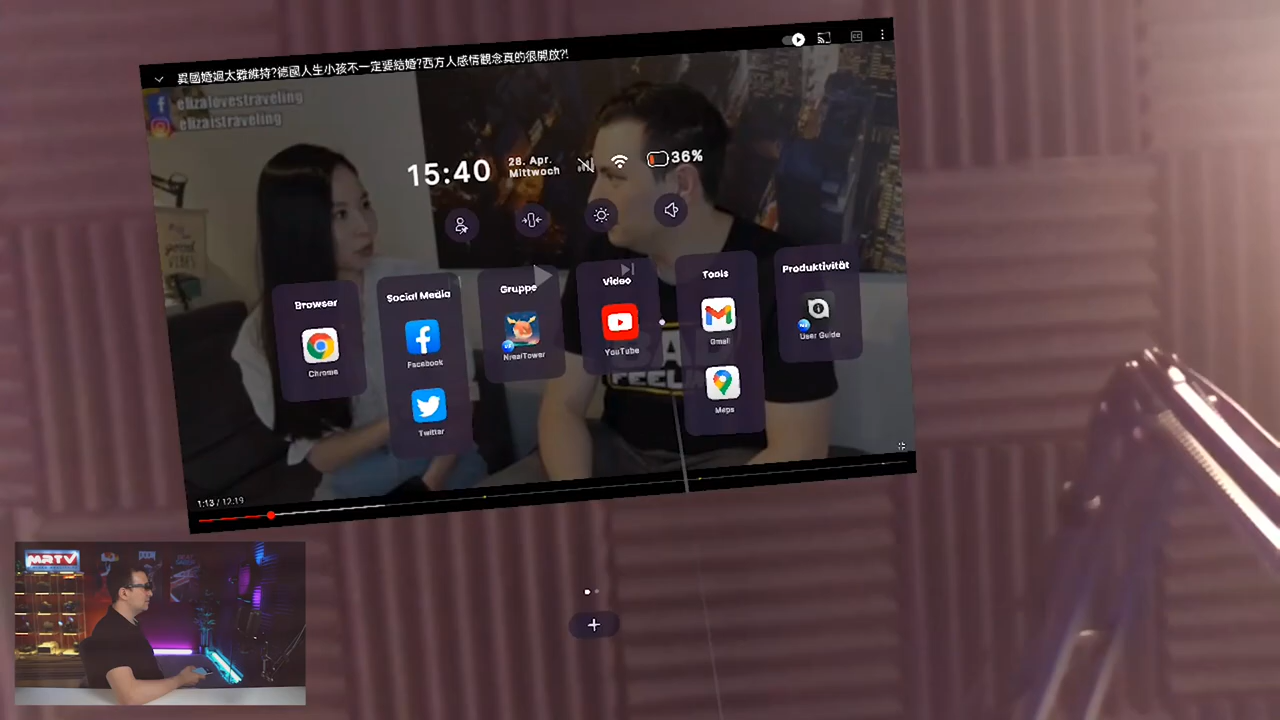 異國婚姻太難維持?德國人生小孩不一定要結婚?西方人感情觀念真的很開放?!
elizalovestraveling
elizaistraveling
15:40
28. Apr.
Mittwoch
36%
Browser
Social Media
Gruppe
Video
Tools
Produktivität
Chrome
Facebook
NrealTower
YouTube
Gmail
User Guide
Twitter
Maps
BAD
1:13 / 12:19
MRTV